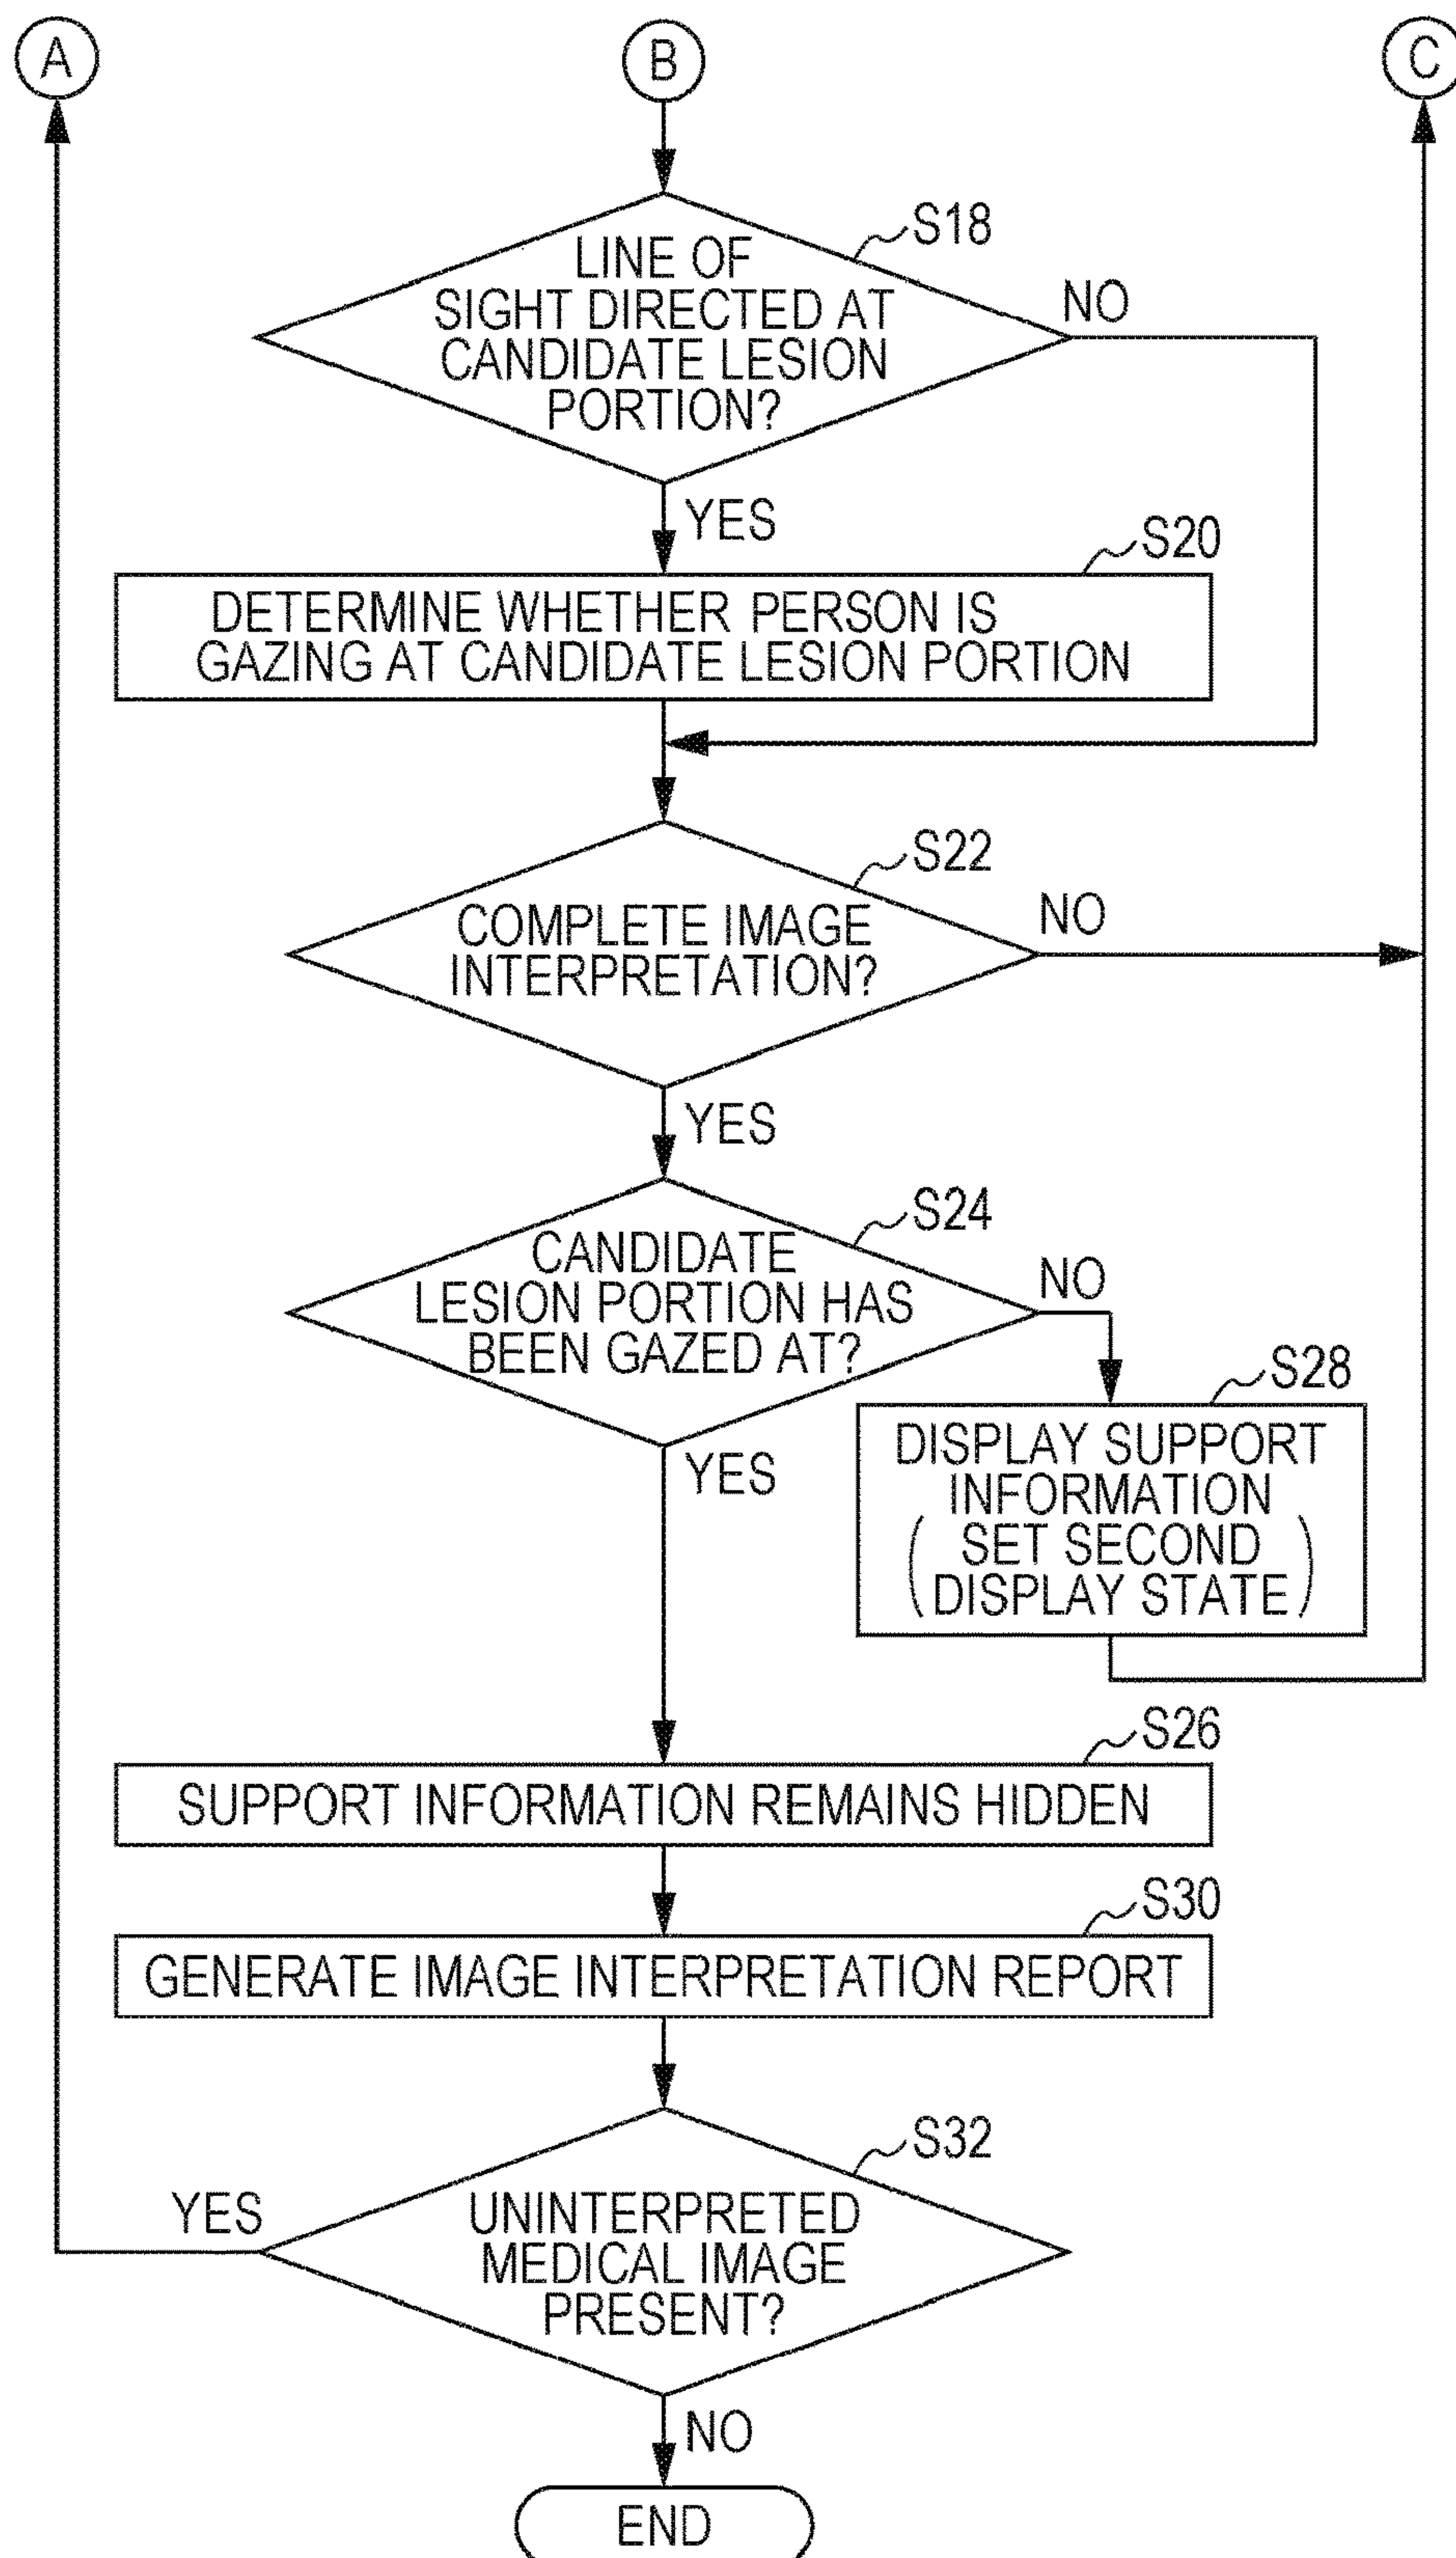 A
B
C
S18
LINE OF
SIGHT DIRECTED AT
CANDIDATE LESION
PORTION?
NO
YES
S20
DETERMINE WHETHER PERSON IS
GAZING AT CANDIDATE LESION PORTION
S22
COMPLETE IMAGE
INTERPRETATION?
NO
YES
S24
CANDIDATE
LESION PORTION HAS
BEEN GAZED AT?
NO
YES
S28
DISPLAY SUPPORT
INFORMATION
(SET SECOND
DISPLAY STATE)
S26
SUPPORT INFORMATION REMAINS HIDDEN
S30
GENERATE IMAGE INTERPRETATION REPORT
S32
YES
UNINTERPRETED
MEDICAL IMAGE
PRESENT?
NO
END